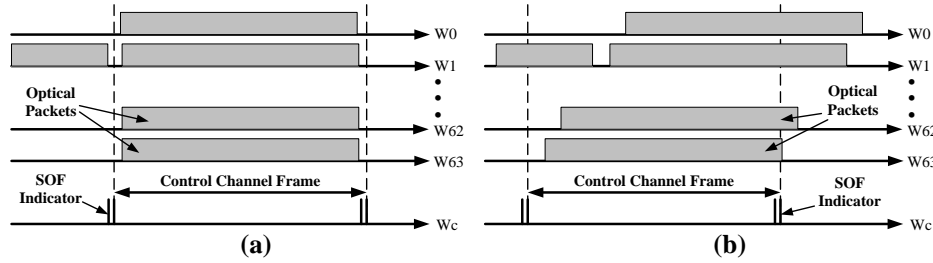 W0
W1
Optical
Packets
W62
W63
SOF
Indicator
Control Channel Frame
Wc
(a)
W0
W1
Optical
Packets
W62
W63
Control Channel Frame
SOF
Indicator
Wc
(b)